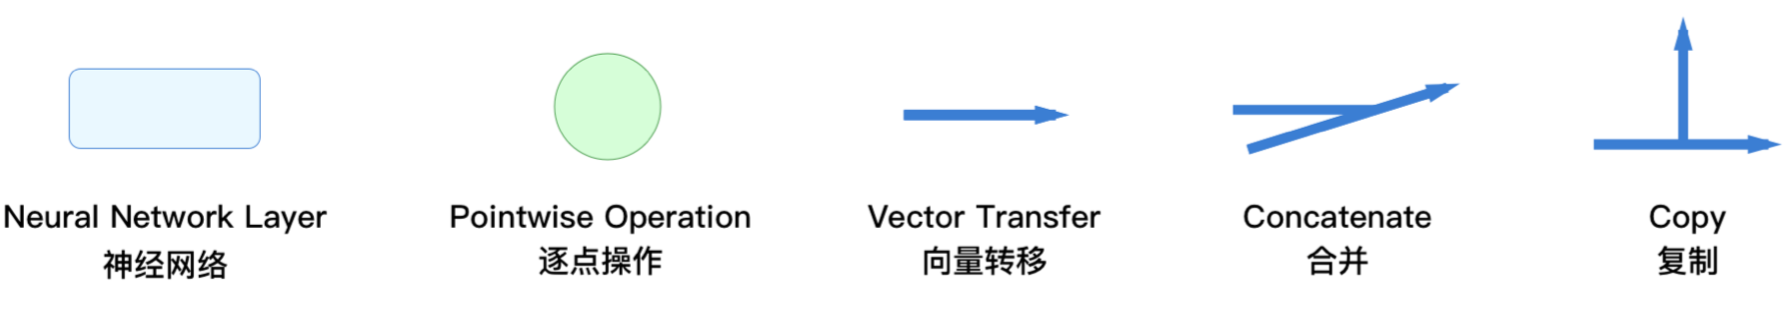 Neural Network Layer
神经网络
Pointwise Operation
逐点操作
Vector Transfer
向量转移
Concatenate
合并
Copy
复制